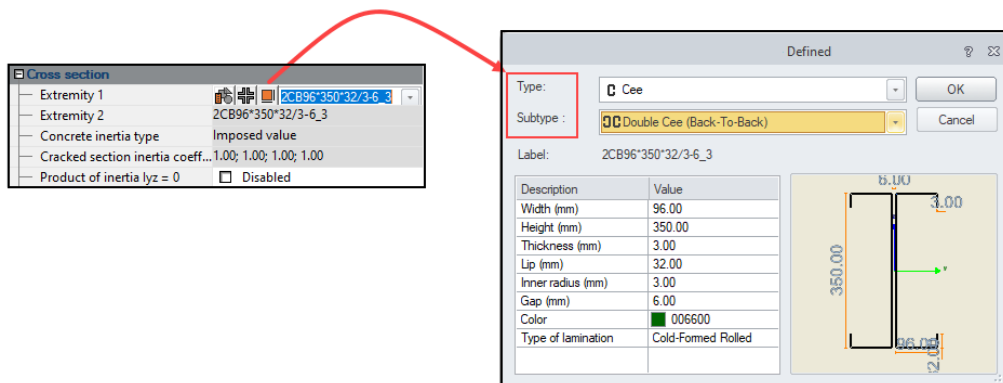 Cross section
Extremity 1 2CB96*350*32/3-6_3
Extremity 2 2CB96*350*32/3-6_3
Concrete inertia type Imposed value
Cracked section inertia coeff... 1.00; 1.00; 1.00; 1.00
Product of inertia Iyz = 0 Disabled
Defined
Type: Cee OK
Subtype : Double Cee (Back-To-Back) Cancel
Label: 2CB96*350*32/3-6_3
Description Value
Width (mm) 96.00
Height (mm) 350.00
Thickness (mm) 3.00
Lip (mm) 32.00
Inner radius (mm) 3.00
Gap (mm) 6.00
Color 006600
Type of lamination Cold-Formed Rolled
6.00
3.00
350.00
y
96.00
2.00